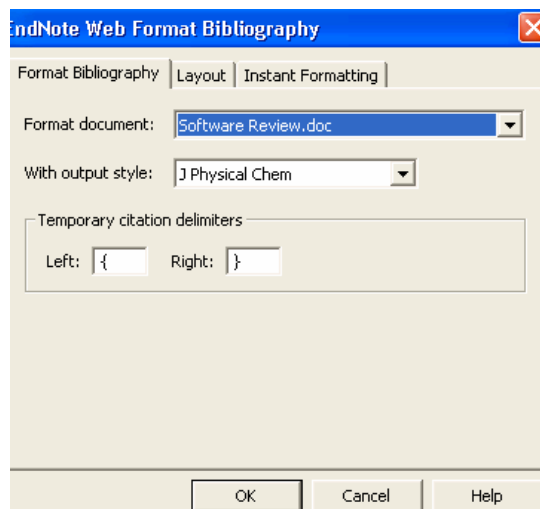 EndNote Web Format Bibliography
Format Bibliography Layout Instant Formatting
Format document: Software Review.doc
With output style: J Physical Chem
Temporary citation delimiters
Left: { Right: }
OK Cancel Help